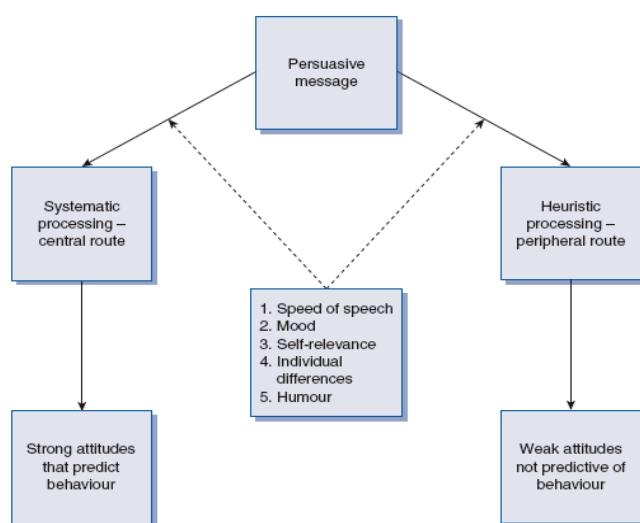 Persuasive
message
Systematic
processing –
central route
Heuristic
processing –
peripheral route
1. Speed of speech
2. Mood
3. Self-relevance
4. Individual
differences
5. Humour
Strong attitudes
that predict
behaviour
Weak attitudes
not predictive of
behaviour